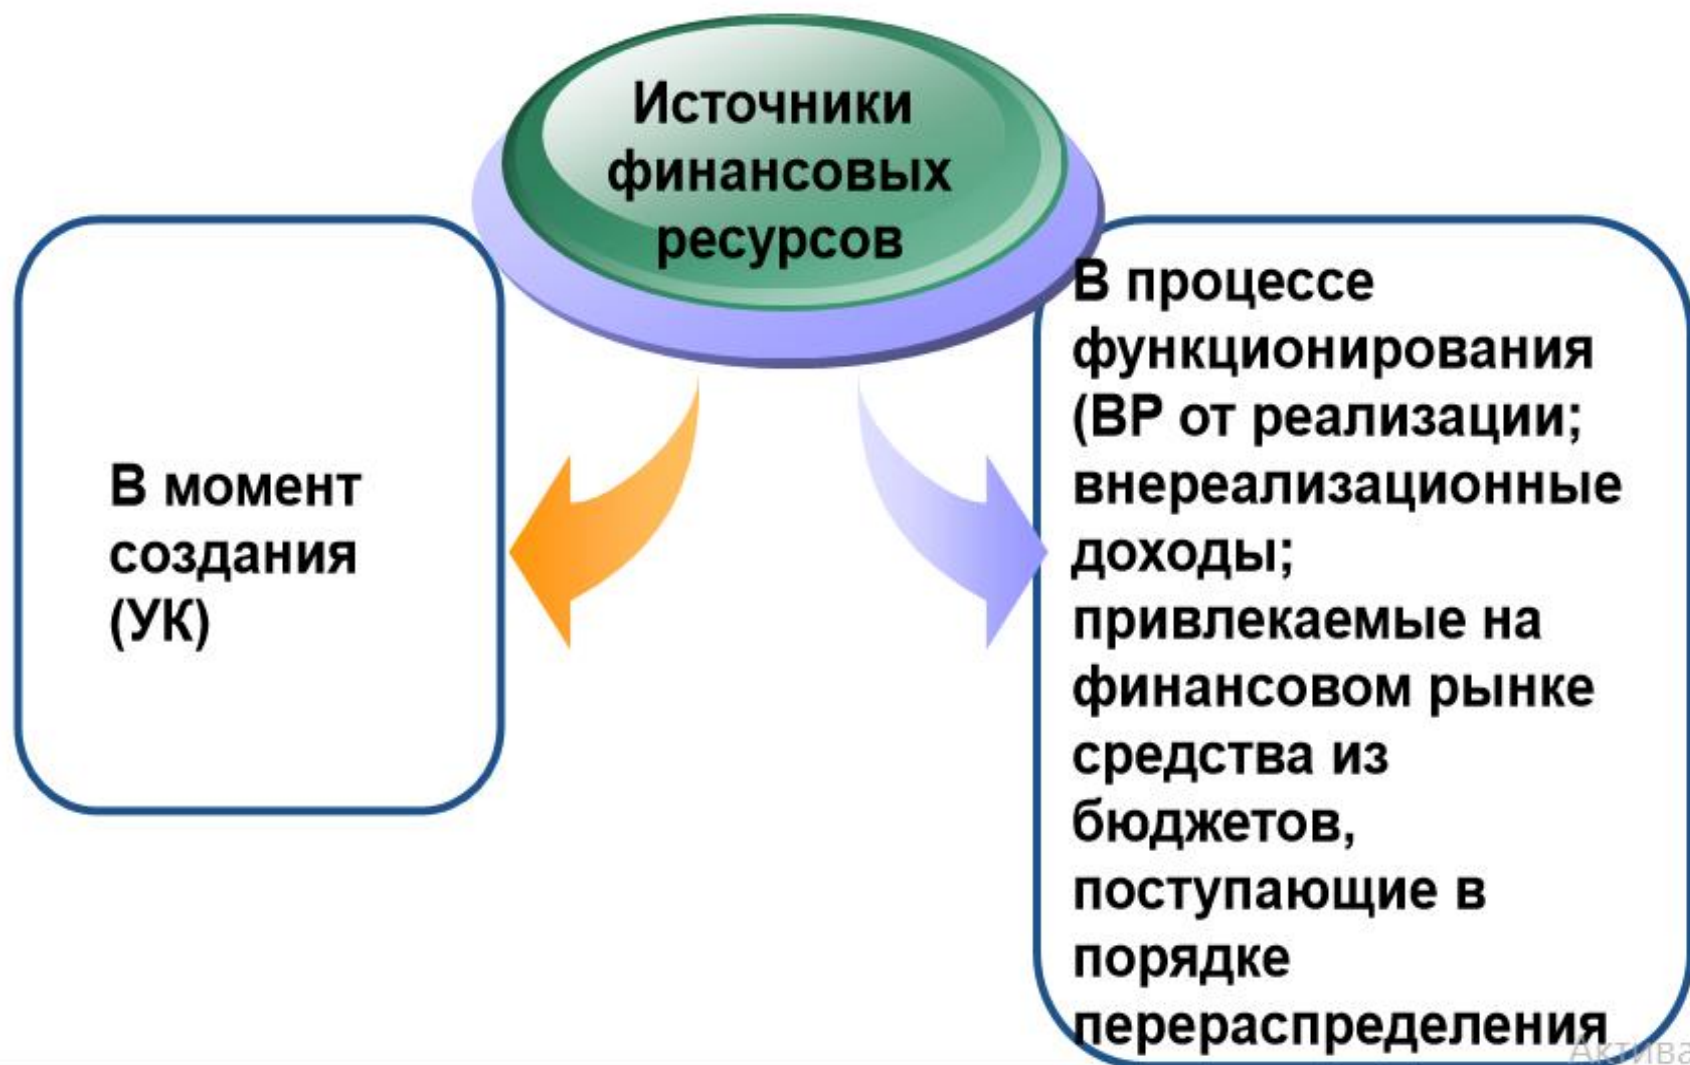 Источники
финансовых
ресурсов
В момент
создания
(УК)
В процессе
функционирования
(ВР от реализации;
внереализационные
доходы;
привлекаемые на
финансовом рынке
средства из
бюджетов,
поступающие в
порядке
перераспределения